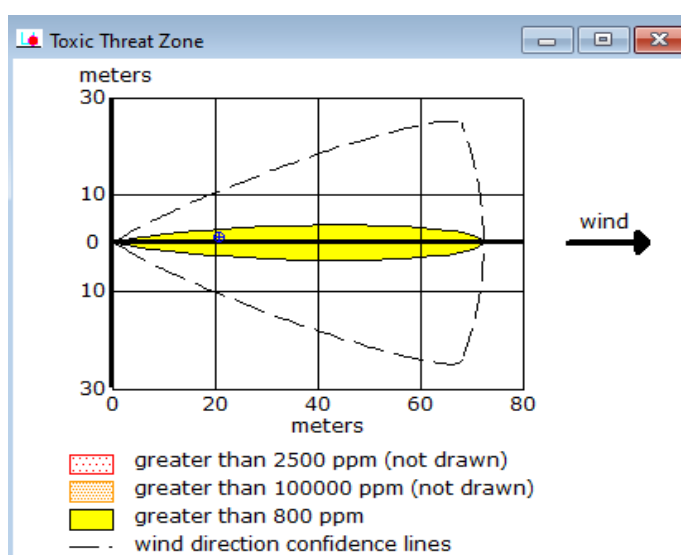 Toxic Threat Zone
meters
30
10
0
10
30
0 20 40 60 80
meters
wind
greater than 2500 ppm (not drawn)
greater than 100000 ppm (not drawn)
greater than 800 ppm
wind direction confidence lines